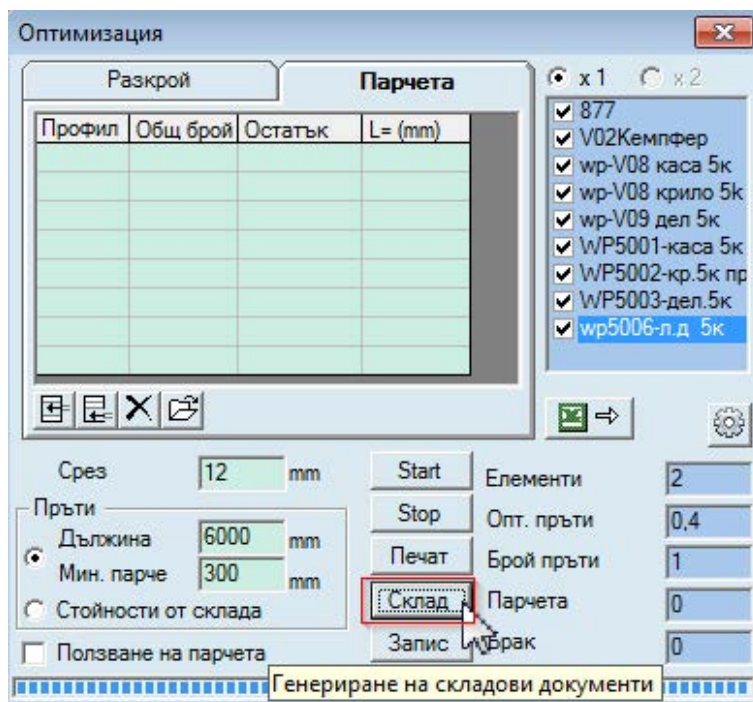 Оптимизация
Разкрой
Парчета
x 1
x 2
Профил
Общ брой
Остатък
L= (mm)
877
V02Кемпфер
wp-V08 каса 5к
wp-V08 крило 5k
wp-V09 дел 5к
WP5001-каса 5к
WP5002-кр.5к пр
WP5003-дел.5к
wp5006-л.д 5к
Срез 12 mm
Пръти
Дължина 6000 mm
Мин. парче 300 mm
Стойности от склада
Ползване на парчета
Start
Stop
Печат
Склад
Запис
Елементи 2
Опт. пръти 0,4
Брой пръти 1
Парчета 0
Брак 0
Генериране на складови документи